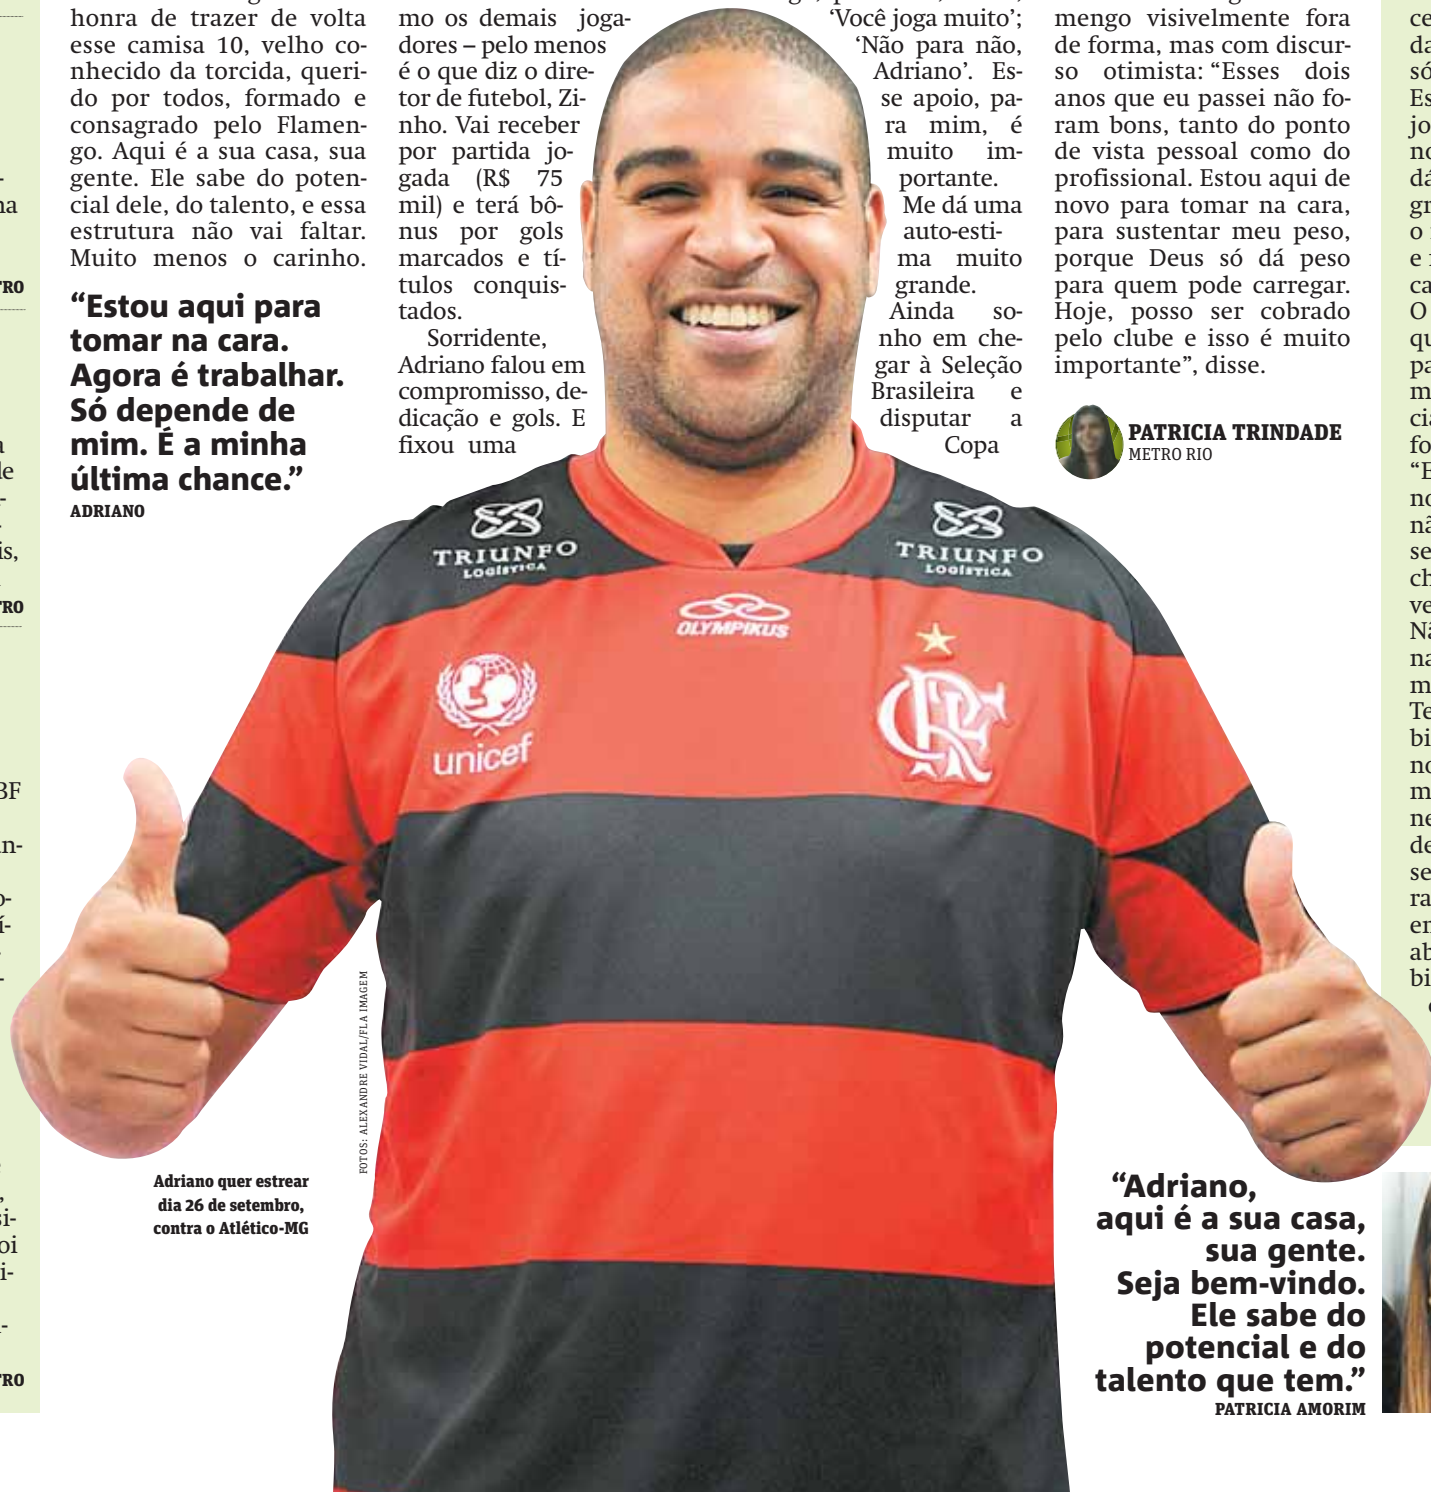 honra de trazer de volta
esse camisa 10, velho co-
nhecido da torcida, queri-
do por todos, formado e
consagrado pelo Flamen-
go. Aqui é a sua casa, sua
gente. Ele sabe do poten-
cial dele, do talento, e essa
estrutura não vai faltar.
Muito menos o carinho.
“Estou aqui para
tomar na cara.
Agora é trabalhar.
Só depende de
mim. É a minha
última chance.”
ADRIANO
mo os demais joga-
dores – pelo menos
é o que diz o dire-
tor de futebol, Zi-
nho. Vai receber
por partida jo-
gada (R$ 75
mil) e terá bô-
nus por gols
marcados e tí-
tulos conquis-
tados.
Sorridente,
Adriano falou em
compromisso, de-
dicação e gols. E
fixou uma
‘Você joga muito’;
‘Não para não,
Adriano’. Es-
se apoio, pa-
ra mim, é
muito im-
portante.
Me dá uma
auto-esti-
ma muito
grande.
Ainda so-
nho em che-
gar à Seleção
Brasileira e
disputar a
Copa
mengo visivelmente fora
de forma, mas com discur-
so otimista: “Esses dois
anos que eu passei não fo-
ram bons, tanto do ponto
de vista pessoal como do
profissional. Estou aqui de
novo para tomar na cara,
para sustentar meu peso,
porque Deus só dá peso
para quem pode carregar.
Hoje, posso ser cobrado
pelo clube e isso é muito
importante”, disse.
PATRICIA TRINDADE
METRO RIO
TRIUNFO
LOGÍSTICA
TRIUNFO
LOGÍSTICA
OLYMPIKUS
unicef
CRF
FOTOS: ALEXANDRE VIDAL/FLA IMAGEM
Adriano quer estrear
dia 26 de setembro,
contra o Atlético-MG
“Adriano,
aqui é a sua casa,
sua gente.
Seja bem-vindo.
Ele sabe do
potencial e do
talento que tem.”
PATRICIA AMORIM